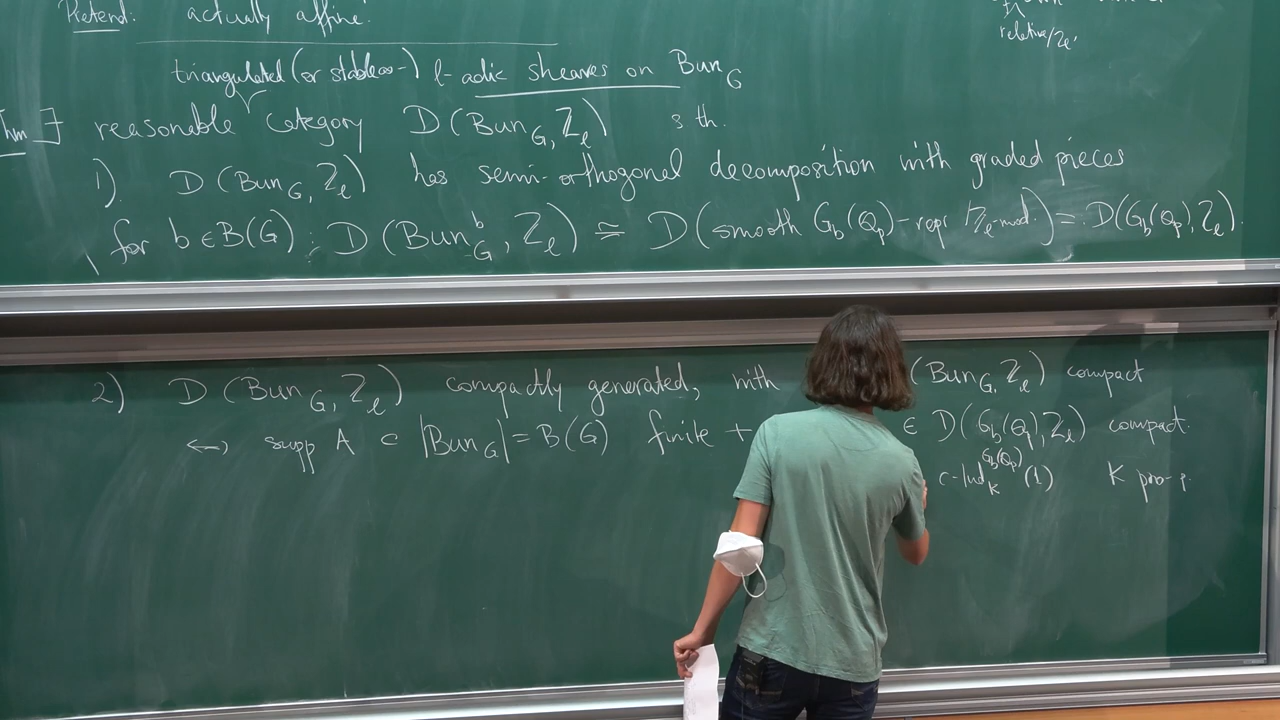 Pretend: actually affine.
relative/ℤ_ℓ.
triangulated (or stable ∞-) ℓ-adic sheaves on Bun_G
Thm ∃ reasonable category D(Bun_G, ℤ_ℓ) s th.
1). D(Bun_G, ℤ_ℓ) has semi-orthogonal decomposition with graded pieces
for b ∈ B(G): D(Bun_G^b, ℤ_ℓ) ≅ D(smooth G_b(ℚ_p)-repr /ℤ_ℓ-mod.) =: D(G_b(ℚ_p), ℤ_ℓ).
2) D(Bun_G, ℤ_ℓ) compactly generated, with (Bun_G, ℤ_ℓ) compact
↔ supp A ⊂ |Bun_G| = B(G) finite + ∈ D(G_b(ℚ_p), ℤ_ℓ) compact.
c-Ind_K^{G_b(ℚ_p)}(1) K pro-p